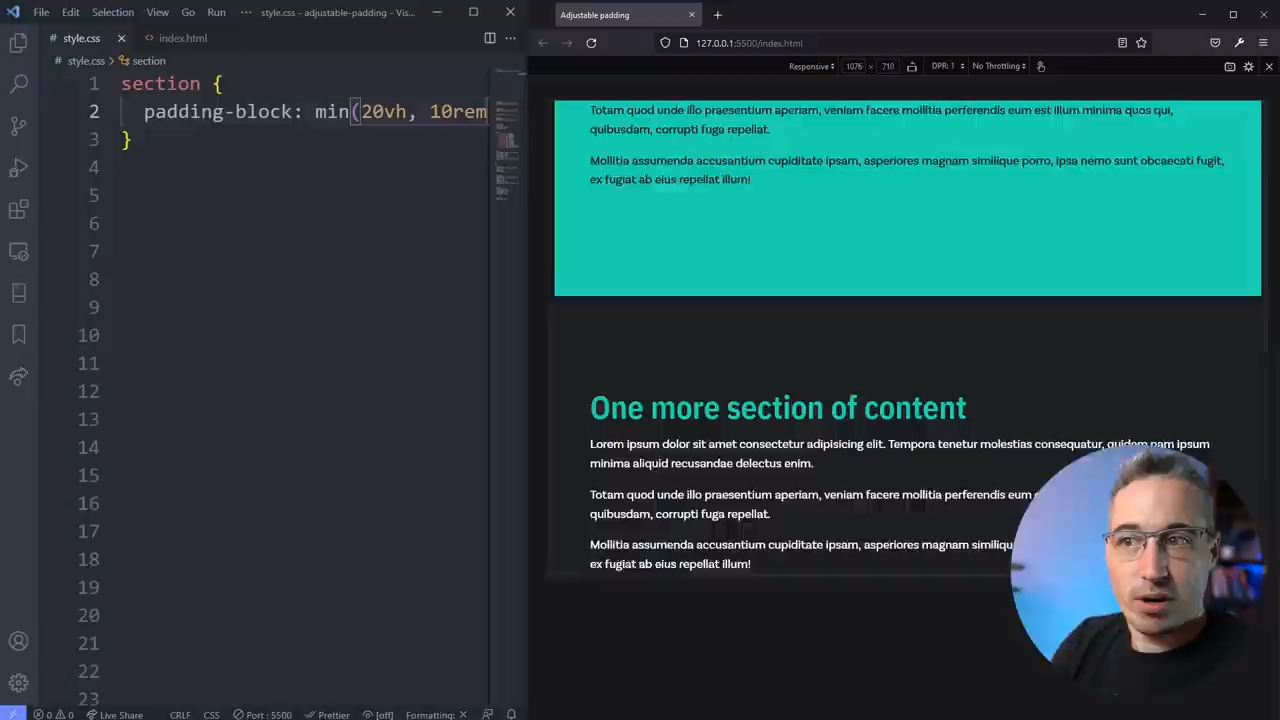 File Edit Selection View Go Run ··· style.css - adjustable-padding - Vis...
style.css
index.html
style.css > section
1 section {
2 padding-block: min(20vh, 10rem
3 }
4
5
6
7
8
9
10
11
12
13
14
15
16
17
18
19
20
21
22
23
0 0 Live Share CRLF CSS Port : 5500 Prettier [off] Formatting: ×
Adjustable padding
127.0.0.1:5500/index.html
Responsive 1076 × 710 DPR: 1 No Throttling
Totam quod unde illo praesentium aperiam, veniam facere mollitia perferendis eum est illum minima quos qui,
quibusdam, corrupti fuga repellat.
Mollitia assumenda accusantium cupiditate ipsam, asperiores magnam similique porro, ipsa nemo sunt obcaecati fugit,
ex fugiat ab eius repellat illum!
One more section of content
Lorem ipsum dolor sit amet consectetur adipisicing elit. Tempora tenetur molestias consequatur, quidem nam ipsum
minima aliquid recusandae delectus enim.
Totam quod unde illo praesentium aperiam, veniam facere mollitia perferendis eum
quibusdam, corrupti fuga repellat.
Mollitia assumenda accusantium cupiditate ipsam, asperiores magnam similiqu
ex fugiat ab eius repellat illum!